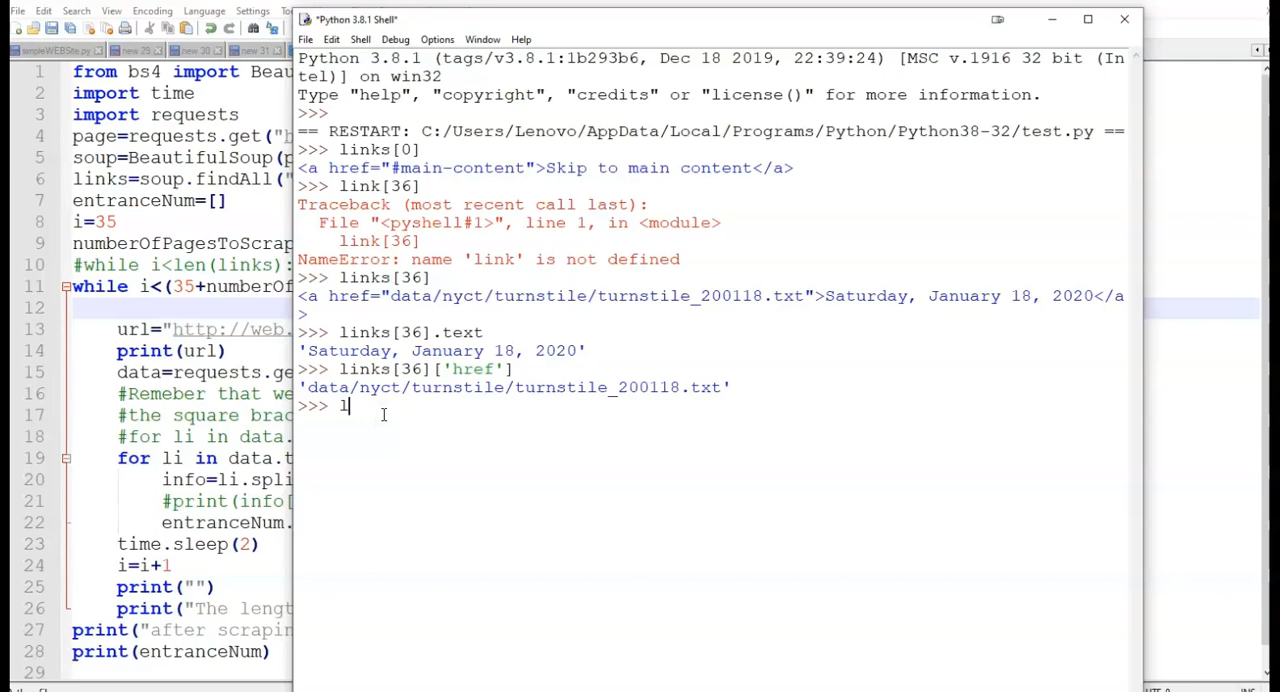 File Edit Search View Encoding Language Settings
simpleWEBSite.py new 29 new 30 new 31
1 from bs4 import Beau
2 import time
3 import requests
4 page=requests.get("h
5 soup=BeautifulSoup(p
6 links=soup.findAll("
7 entranceNum=[]
8 i=35
9 numberOfPagesToScrap
10 #while i<len(links):
11 while i<(35+numberOf
12
13 url="http://web.
14 print(url)
15 data=requests.ge
16 #Remeber that we
17 #the square brac
18 #for li in data.
19 for li in data.t
20 info=li.spli
21 #print(info[
22 entranceNum.
23 time.sleep(2)
24 i=i+1
25 print("")
26 print("The lengt
27 print("after scrapin
28 print(entranceNum)
29
*Python 3.8.1 Shell*
File Edit Shell Debug Options Window Help
Python 3.8.1 (tags/v3.8.1:1b293b6, Dec 18 2019, 22:39:24) [MSC v.1916 32 bit (In
tel)] on win32
Type "help", "copyright", "credits" or "license()" for more information.
>>>
== RESTART: C:/Users/Lenovo/AppData/Local/Programs/Python/Python38-32/test.py ==
>>> links[0]
<a href="#main-content">Skip to main content</a>
>>> link[36]
Traceback (most recent call last):
File "<pyshell#1>", line 1, in <module>
link[36]
NameError: name 'link' is not defined
>>> links[36]
<a href="data/nyct/turnstile/turnstile_200118.txt">Saturday, January 18, 2020</a
>
>>> links[36].text
'Saturday, January 18, 2020'
>>> links[36]['href']
'data/nyct/turnstile/turnstile_200118.txt'
>>> l